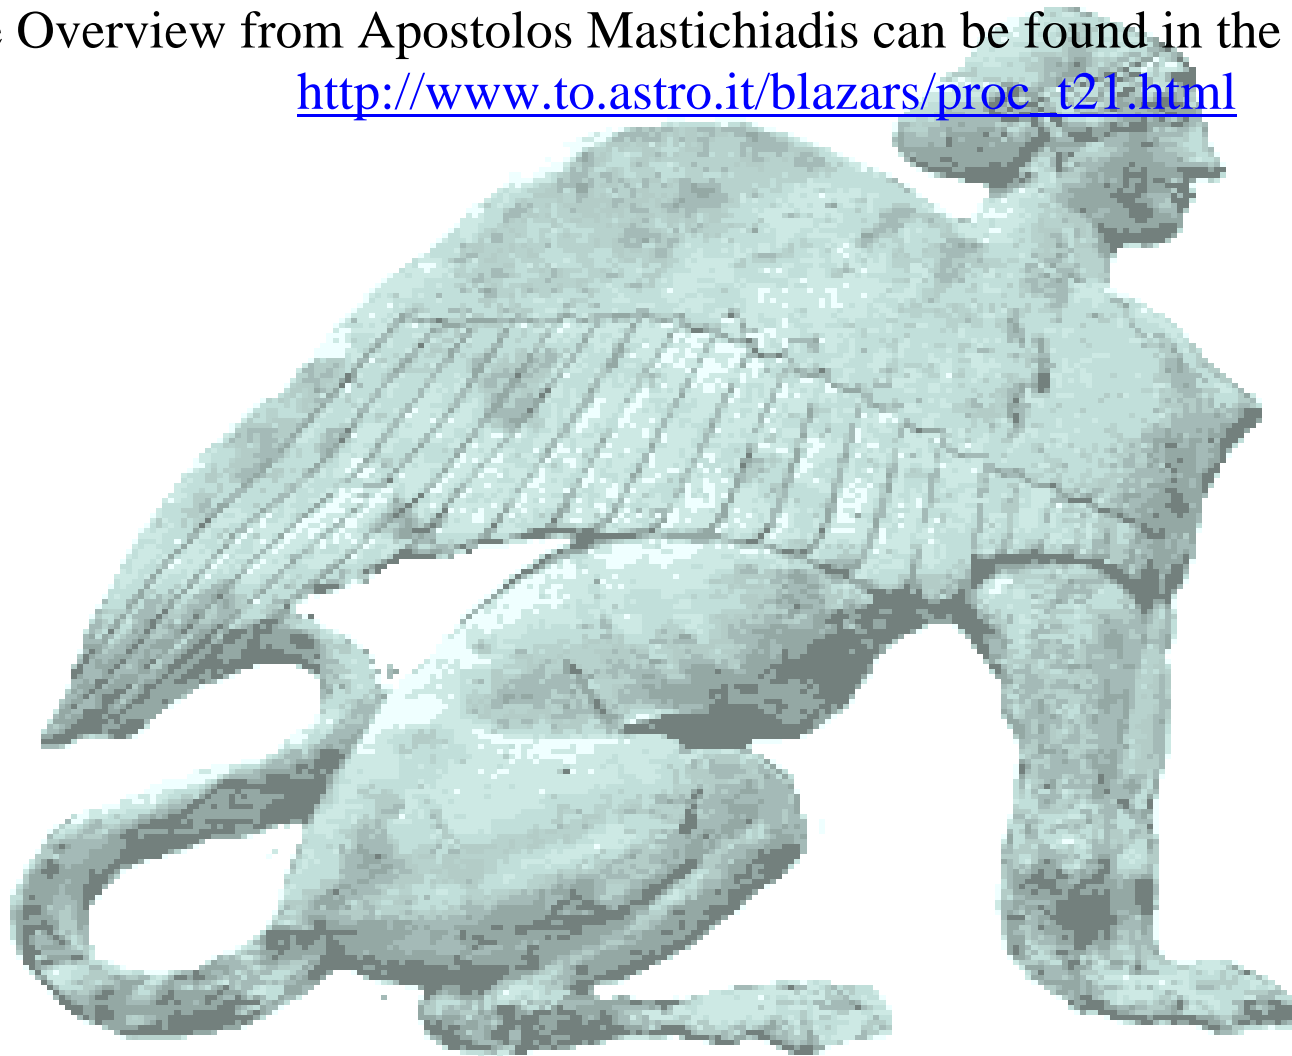 Overview from Apostolos Mastichiadis can be found in the
http://www.to.astro.it/blazars/proc_t21.html